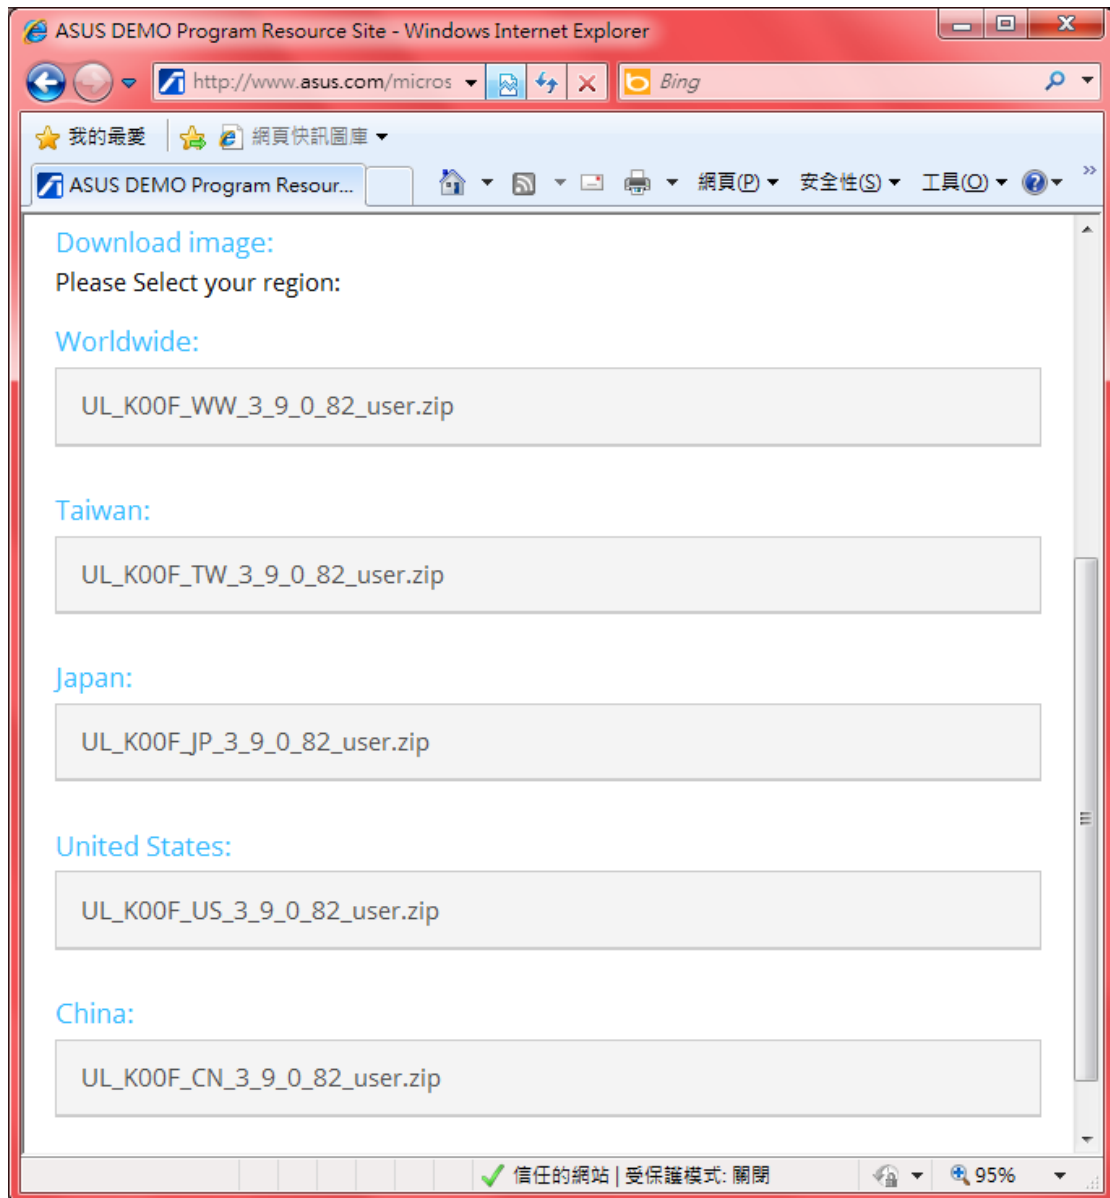 ASUS DEMO Program Resource Site - Windows Internet Explorer
http://www.asus.com/micros
Bing
我的最愛 網頁快訊圖庫
ASUS DEMO Program Resour...
網頁(P) 安全性(S) 工具(O) »
Download image:
Please Select your region:
Worldwide:
UL_K00F_WW_3_9_0_82_user.zip
Taiwan:
UL_K00F_TW_3_9_0_82_user.zip
Japan:
UL_K00F_JP_3_9_0_82_user.zip
United States:
UL_K00F_US_3_9_0_82_user.zip
China:
UL_K00F_CN_3_9_0_82_user.zip
信任的網站 | 受保護模式: 關閉 95%